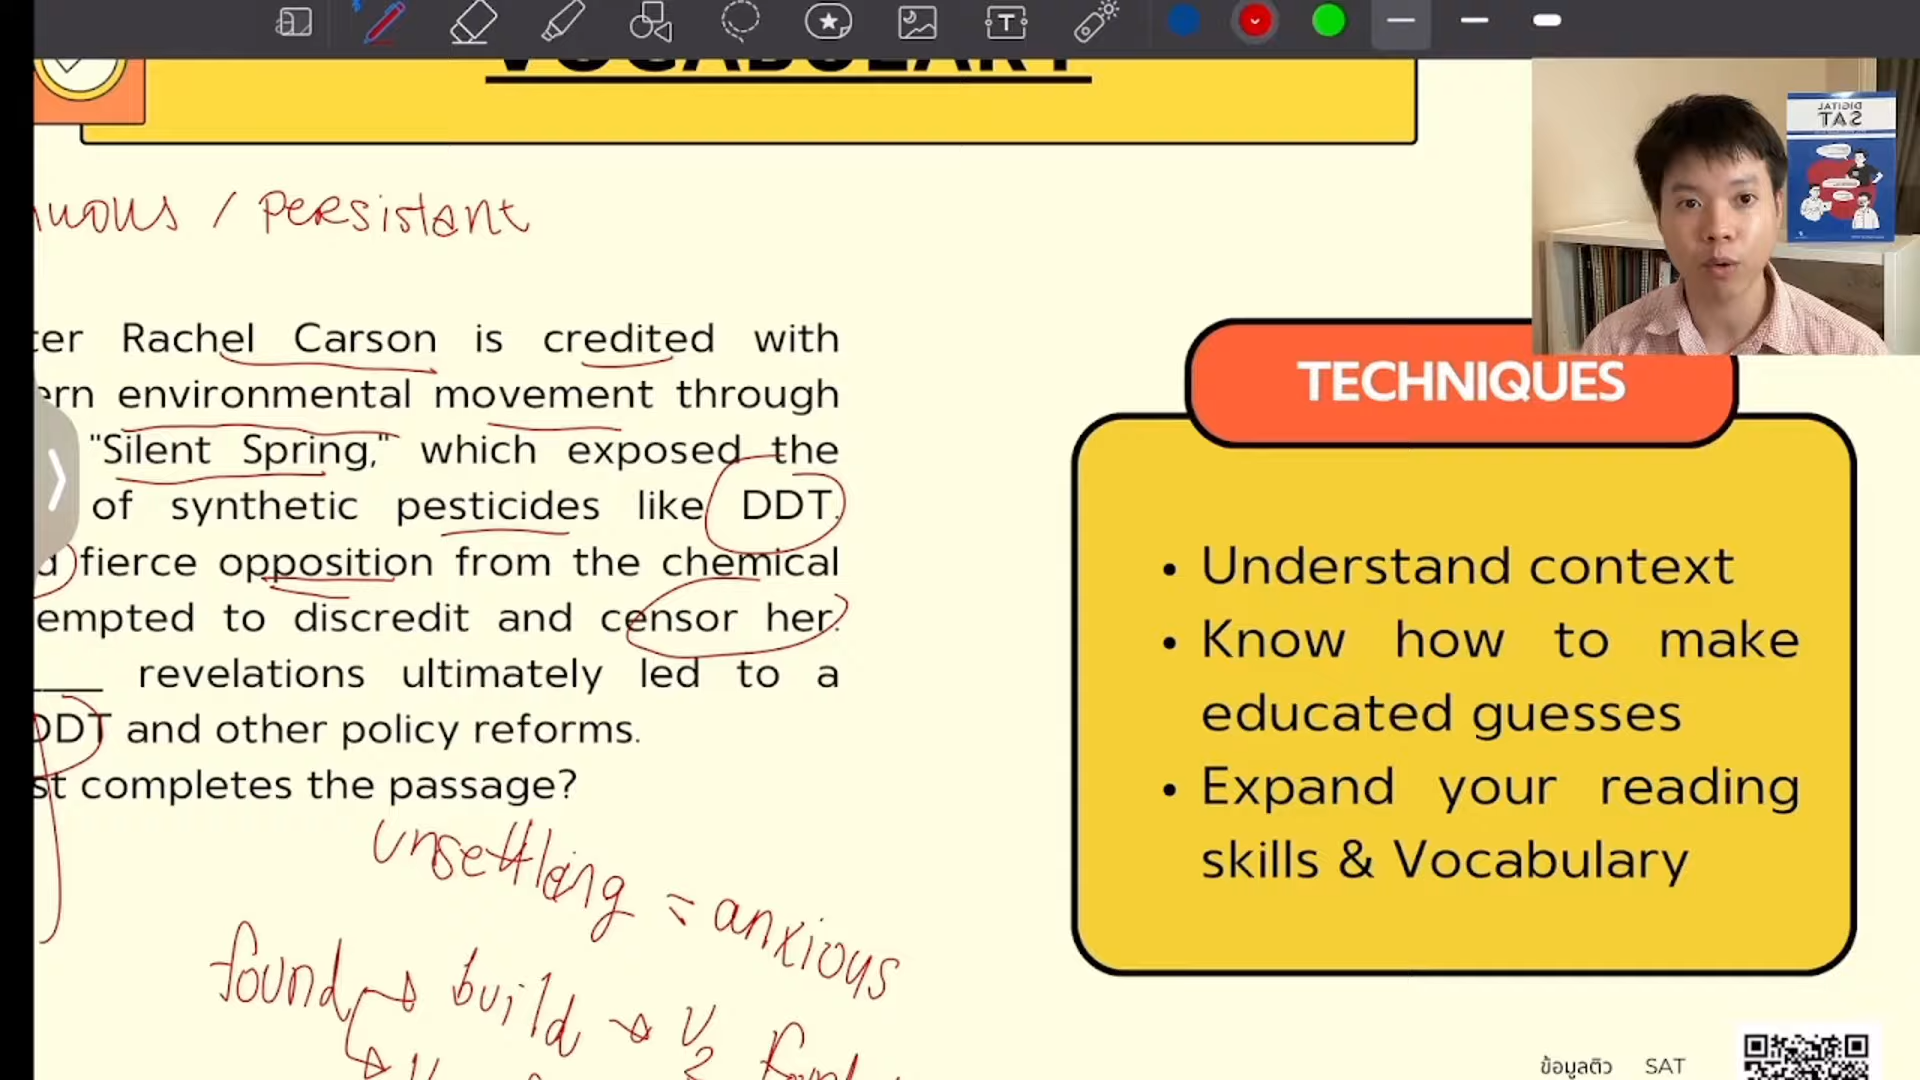 VOCABULARY
nuous / persistant
ter Rachel Carson is credited with
ern environmental movement through
"Silent Spring," which exposed the
of synthetic pesticides like DDT.
d fierce opposition from the chemical
empted to discredit and censor her.
____ revelations ultimately led to a
DDT and other policy reforms.
st completes the passage?
unsettling = anxious
found → build → V2
DIGITAL
SAT
TECHNIQUES
• Understand context
• Know how to make
educated guesses
• Expand your reading
skills & Vocabulary
ข้อมูลติว SAT